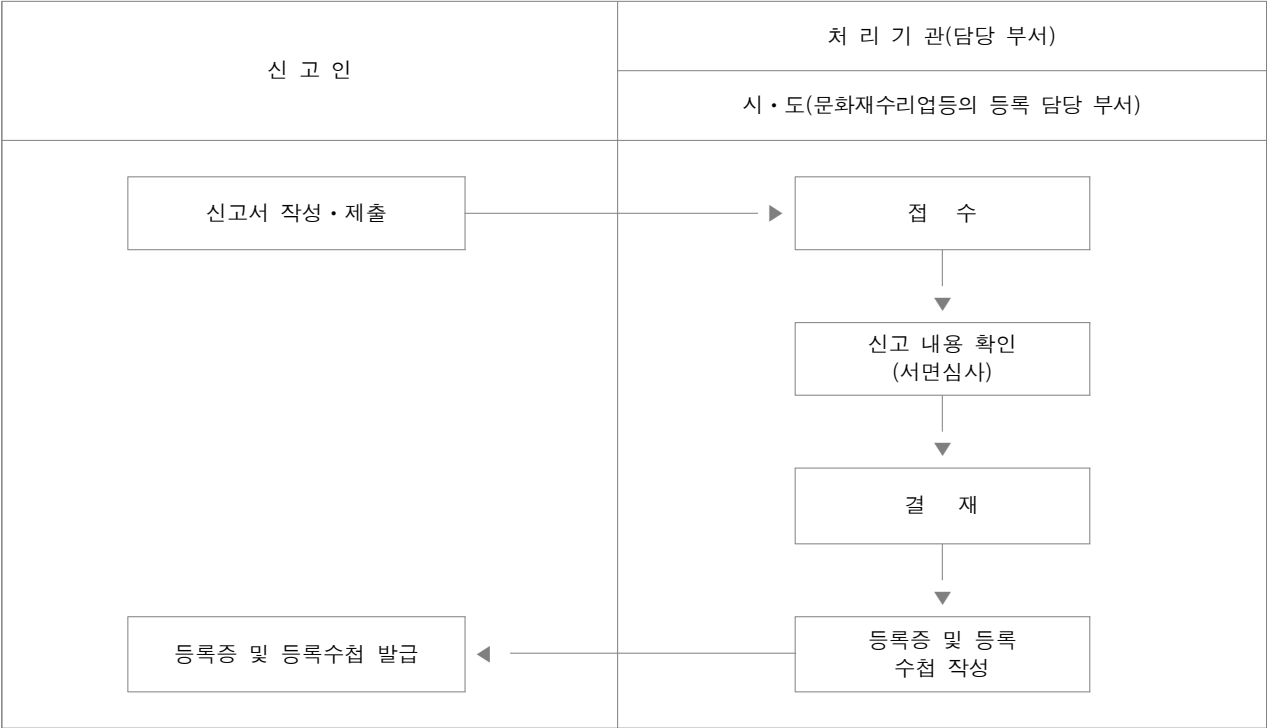 신 고 인
처 리 기 관(담당 부서)
시・도(문화재수리업등의 등록 담당 부서)
신고서 작성・제출
접 수
신고 내용 확인
(서면심사)
결 재
등록증 및 등록수첩 발급
등록증 및 등록
수첩 작성